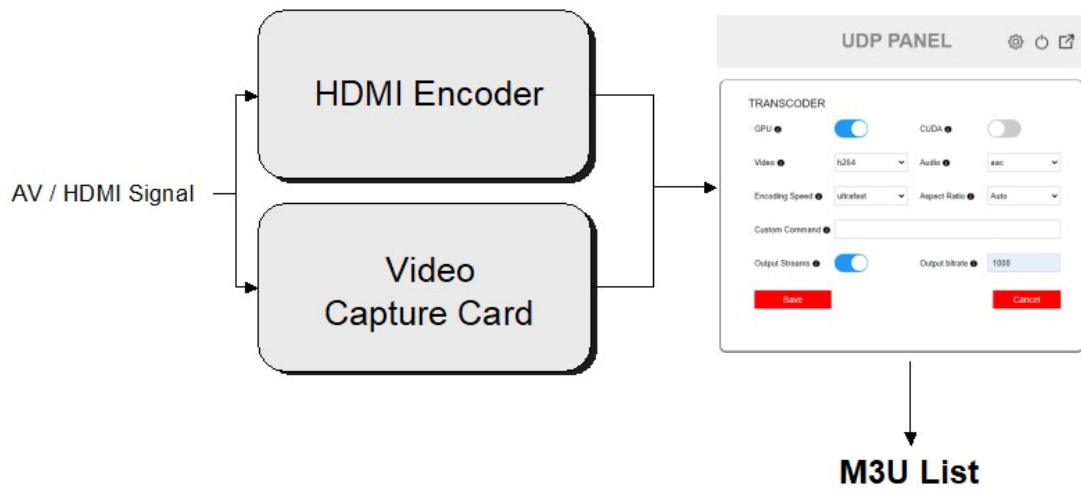 HDMI Encoder
AV / HDMI Signal
Video
Capture Card
UDP PANEL
TRANSCODER
GPU
CUDA
Video h264 Audio aac
Encoding Speed ultrafast Aspect Ratio Auto
Custom Command
Output Streams Output bitrate 1000
Save Cancel
M3U List